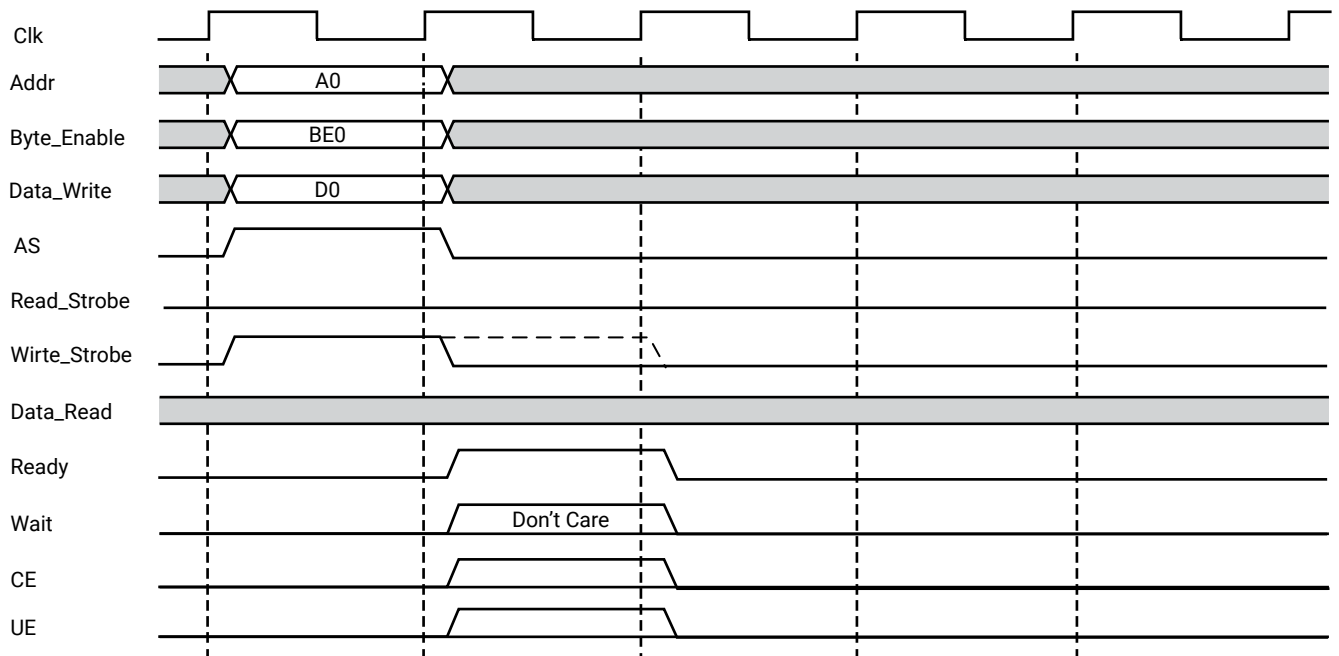 Clk
Addr
A0
Byte_Enable
BE0
Data_Write
D0
AS
Read_Strobe
Wirte_Strobe
Data_Read
Ready
Wait
Don't Care
CE
UE